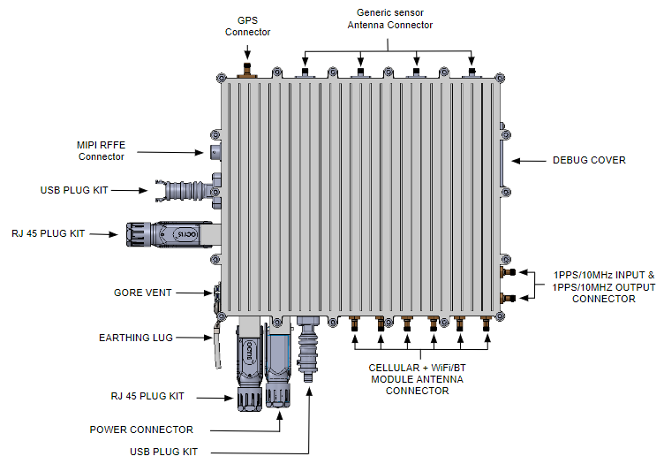 GPS
Connector
Generic sensor
Antenna Connector
MIPI RFFE
Connector
DEBUG COVER
USB PLUG KIT
RJ 45 PLUG KIT
1PPS/10MHz INPUT &
1PPS/10MHZ OUTPUT
CONNECTOR
GORE VENT
EARTHING LUG
CELLULAR + WiFi/BT
MODULE ANTENNA
CONNECTOR
RJ 45 PLUG KIT
POWER CONNECTOR
USB PLUG KIT